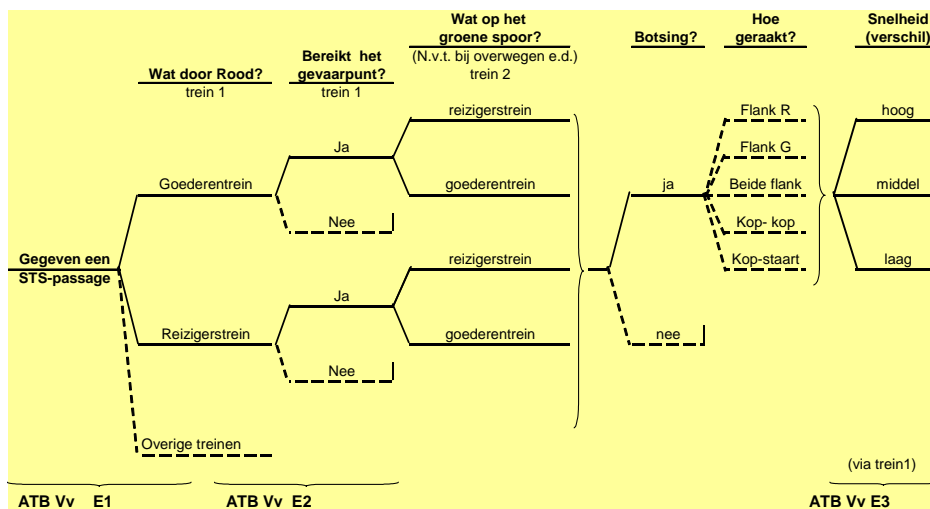 Wat door Rood?
trein 1
Bereikt het
gevaarpunt?
trein 1
Wat op het
groene spoor?
(N.v.t. bij overwegen e.d.)
trein 2
Botsing?
Hoe
geraakt?
Snelheid
(verschil)
Gegeven een
STS-passage
Goederentrein
Reizigerstrein
Overige treinen
Ja
Nee
Ja
Nee
reizigerstrein
goederentrein
reizigerstrein
goederentrein
ja
nee
Flank R
Flank G
Beide flank
Kop- kop
Kop-staart
hoog
middel
laag
(via trein1)
ATB Vv E1
ATB Vv E2
ATB Vv E3